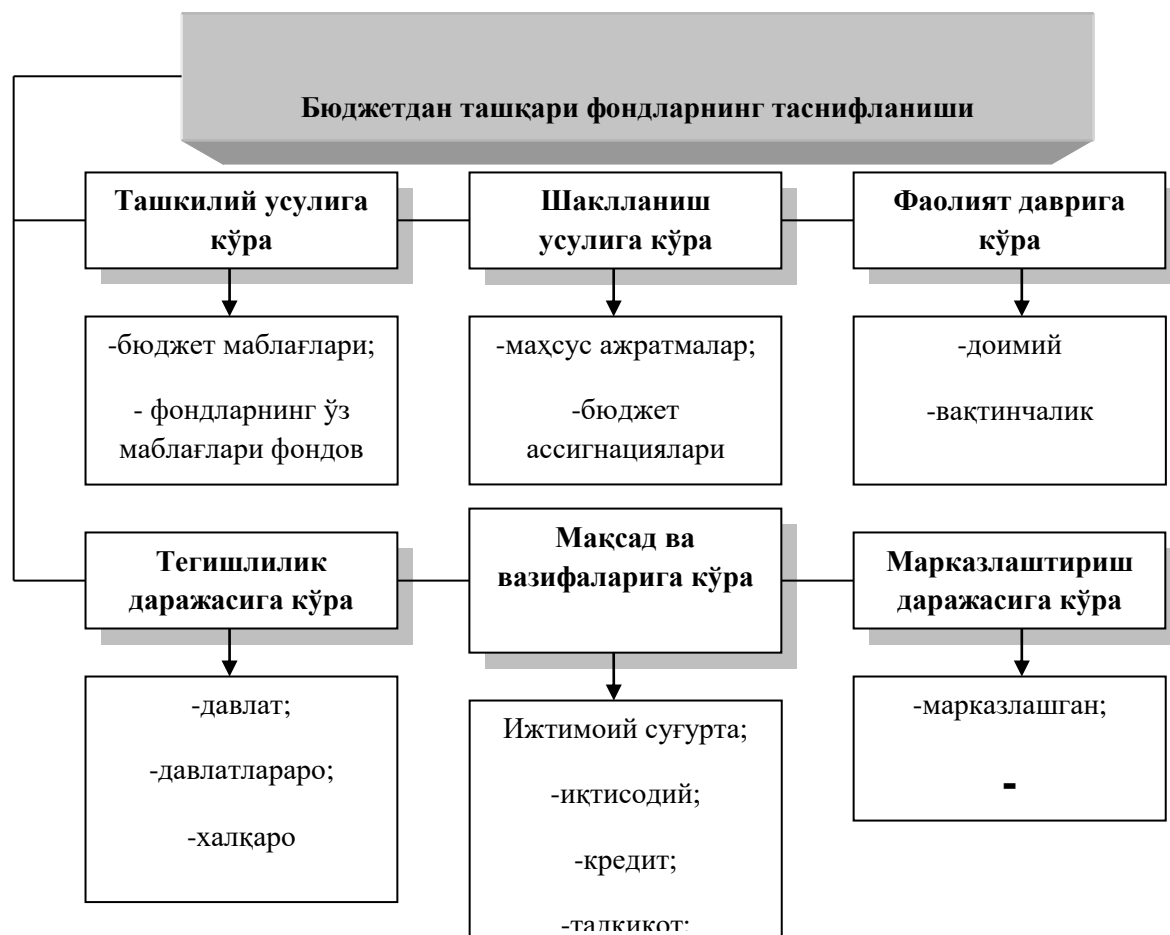 Бюджетдан ташқари фондларнинг таснифланиши
Ташкилий усулига
кўра
Шаклланиш
усулига кўра
Фаолият даврига
кўра
-бюджет маблағлари;
- фондларнинг ўз
маблағлари фондов
-маҳсус ажратмалар;
-бюджет
ассигнациялари
-доимий
-вақтинчалик
Тегишлилик
даражасига кўра
Мақсад ва
вазифаларига кўра
Марказлаштириш
даражасига кўра
-давлат;
-давлатлараро;
-халқаро
Ижтимоий суғурта;
-иқтисодий;
-кредит;
-марказлашган;
-